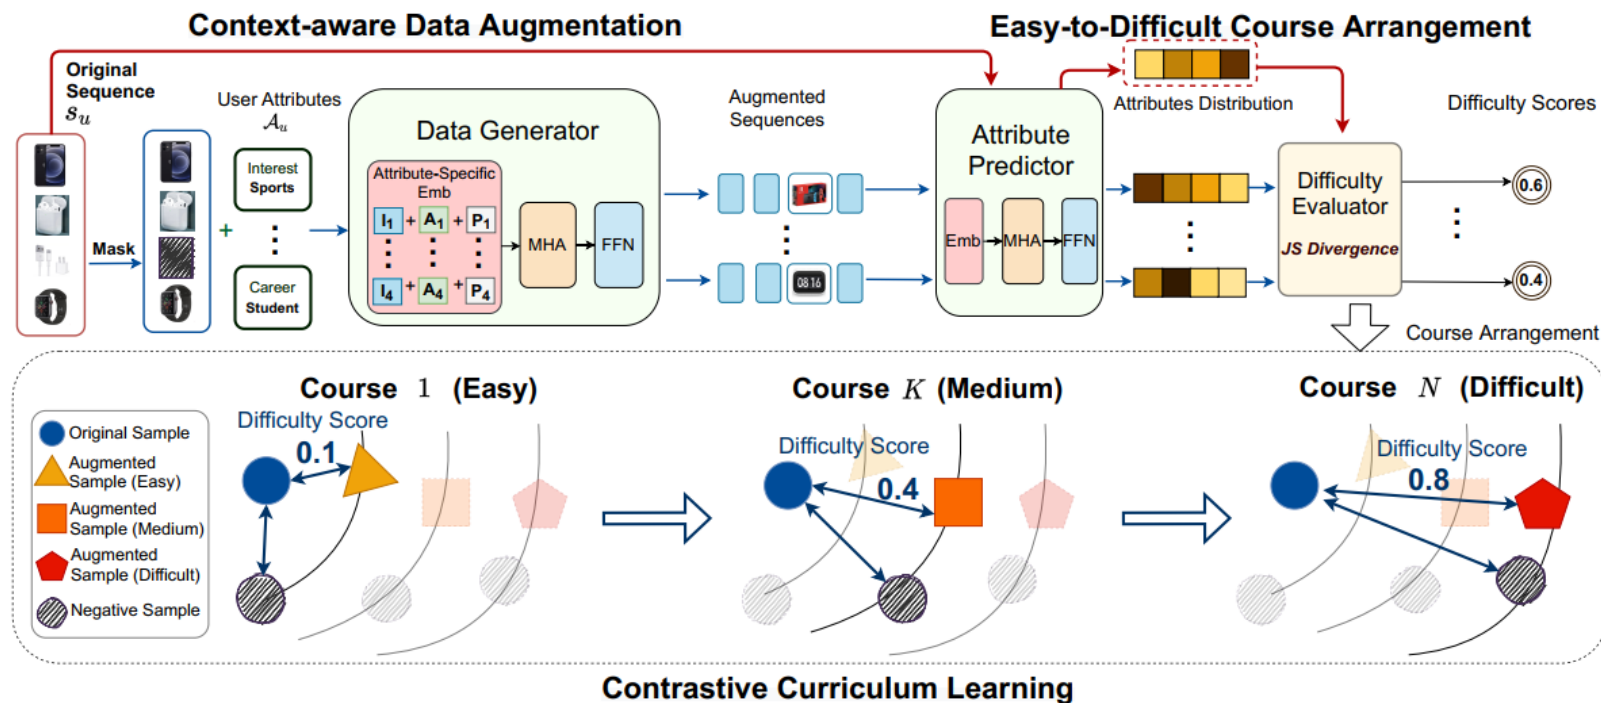 Context-aware Data Augmentation
Easy-to-Difficult Course Arrangement
Original
Sequence
s_u
Mask
User Attributes
𝒜_u
Interest
Sports
+
Career
Student
Data Generator
Attribute-Specific
Emb
I1 + A1 + P1
I4 + A4 + P4
MHA
FFN
Augmented
Sequences
08:16
Attribute
Predictor
Emb
MHA
FFN
Attributes Distribution
Difficulty
Evaluator
JS Divergence
Difficulty Scores
0.6
0.4
Course Arrangement
Original Sample
Augmented
Sample (Easy)
Augmented
Sample (Medium)
Augmented
Sample (Difficult)
Negative Sample
Course 1 (Easy)
Difficulty Score
0.1
Course K (Medium)
Difficulty Score
0.4
Course N (Difficult)
Difficulty Score
0.8
Contrastive Curriculum Learning